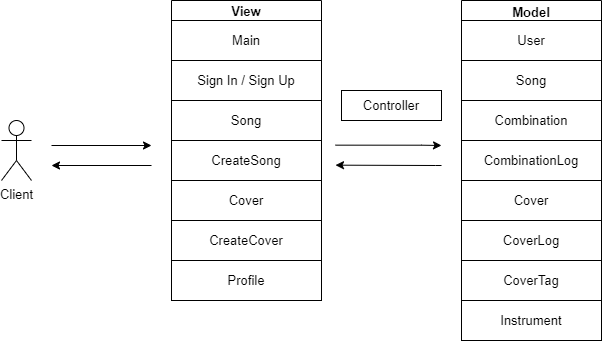 View
Main
Sign In / Sign Up
Song
CreateSong
Cover
CreateCover
Profile
Client
Controller
Model
User
Song
Combination
CombinationLog
Cover
CoverLog
CoverTag
Instrument